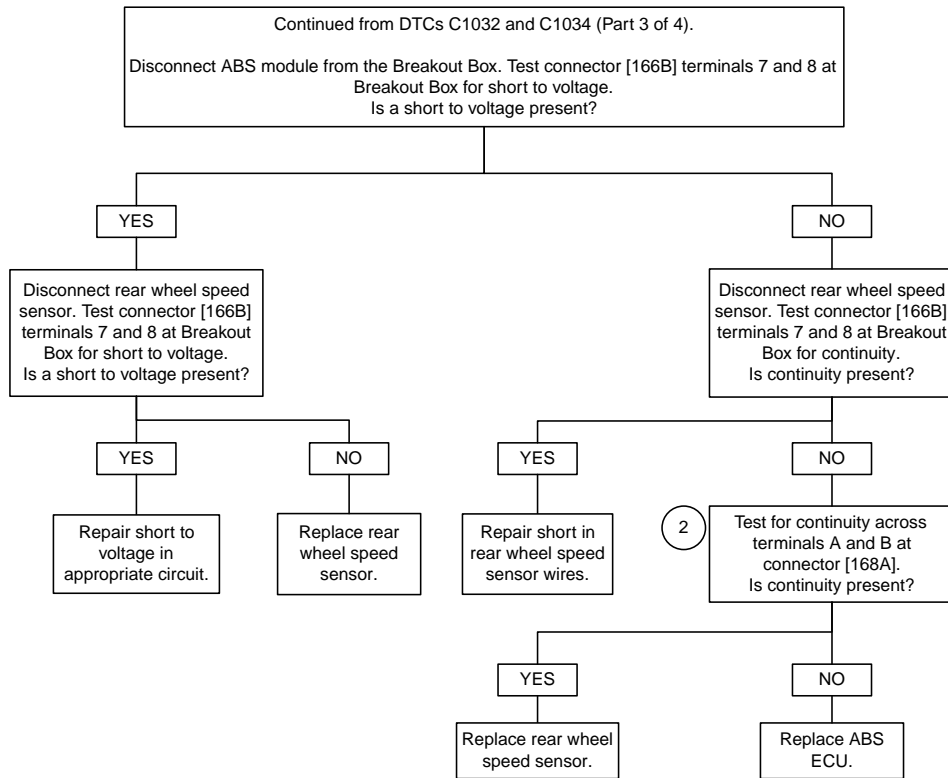 Continued from DTCs C1032 and C1034 (Part 3 of 4).
Disconnect ABS module from the Breakout Box. Test connector [166B] terminals 7 and 8 at
Breakout Box for short to voltage.
Is a short to voltage present?
YES
NO
Disconnect rear wheel speed
sensor. Test connector [166B]
terminals 7 and 8 at Breakout
Box for short to voltage.
Is a short to voltage present?
Disconnect rear wheel speed
sensor. Test connector [166B]
terminals 7 and 8 at Breakout
Box for continuity.
Is continuity present?
YES
NO
YES
NO
Repair short to
voltage in
appropriate circuit.
Replace rear
wheel speed
sensor.
Repair short in
rear wheel speed
sensor wires.
2
Test for continuity across
terminals A and B at
connector [168A].
Is continuity present?
YES
NO
Replace rear wheel
speed sensor.
Replace ABS
ECU.